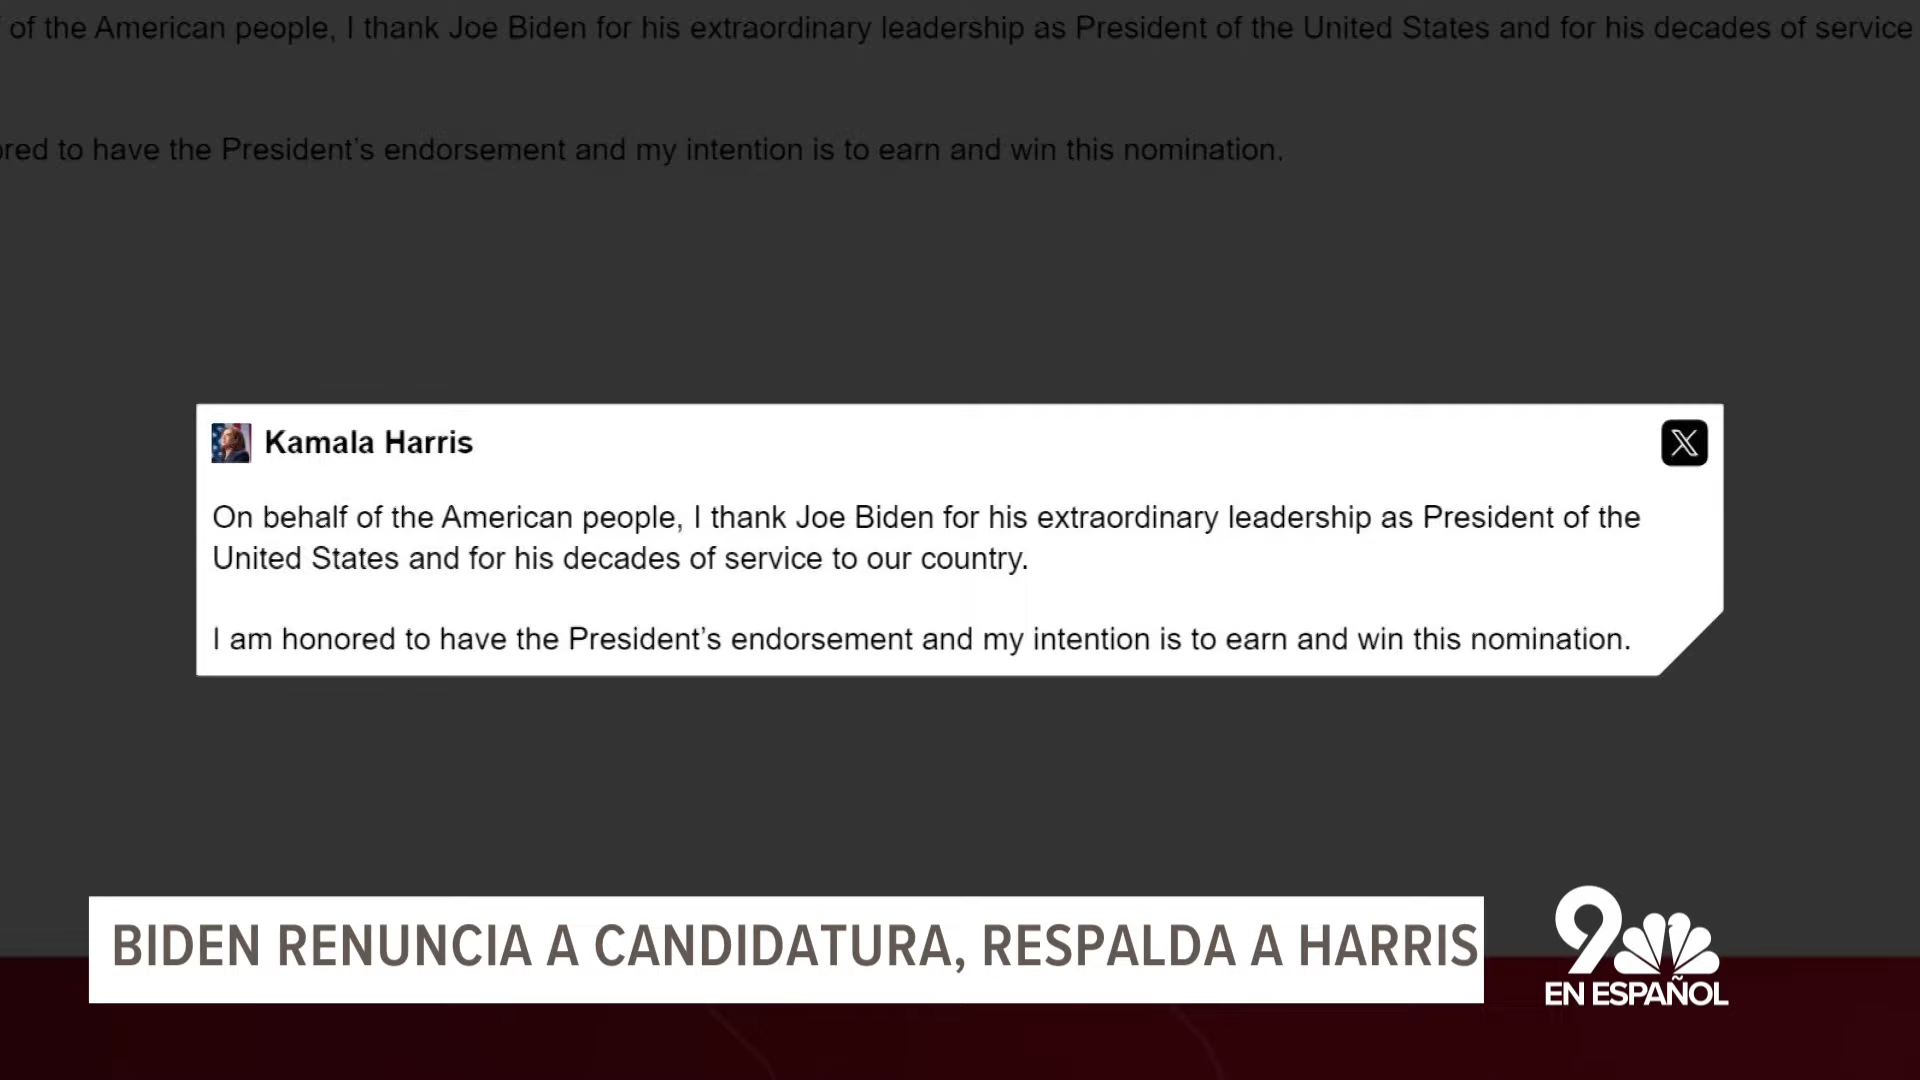 of the American people, I thank Joe Biden for his extraordinary leadership as President of the United States and for his decades of service
to have the President’s endorsement and my intention is to earn and win this nomination.
Kamala Harris
X
On behalf of the American people, I thank Joe Biden for his extraordinary leadership as President of the
United States and for his decades of service to our country.
I am honored to have the President’s endorsement and my intention is to earn and win this nomination.
BIDEN RENUNCIA A CANDIDATURA, RESPALDA A HARRIS
9
EN ESPAÑOL